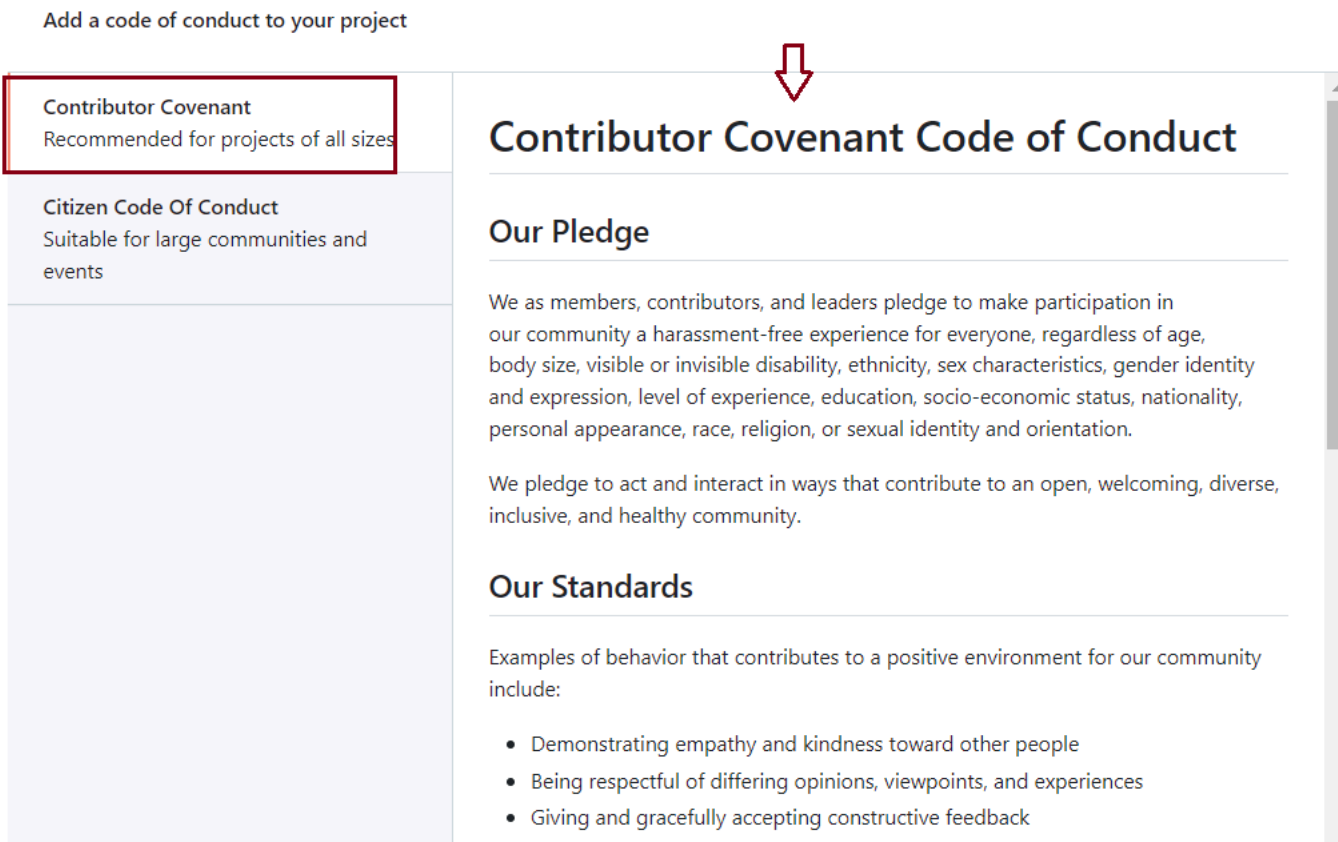 Add a code of conduct to your project
Contributor Covenant
Recommended for projects of all sizes
Citizen Code Of Conduct
Suitable for large communities and
events
Contributor Covenant Code of Conduct
Our Pledge
We as members, contributors, and leaders pledge to make participation in
our community a harassment-free experience for everyone, regardless of age,
body size, visible or invisible disability, ethnicity, sex characteristics, gender identity
and expression, level of experience, education, socio-economic status, nationality,
personal appearance, race, religion, or sexual identity and orientation.
We pledge to act and interact in ways that contribute to an open, welcoming, diverse,
inclusive, and healthy community.
Our Standards
Examples of behavior that contributes to a positive environment for our community
include:
• Demonstrating empathy and kindness toward other people
• Being respectful of differing opinions, viewpoints, and experiences
• Giving and gracefully accepting constructive feedback